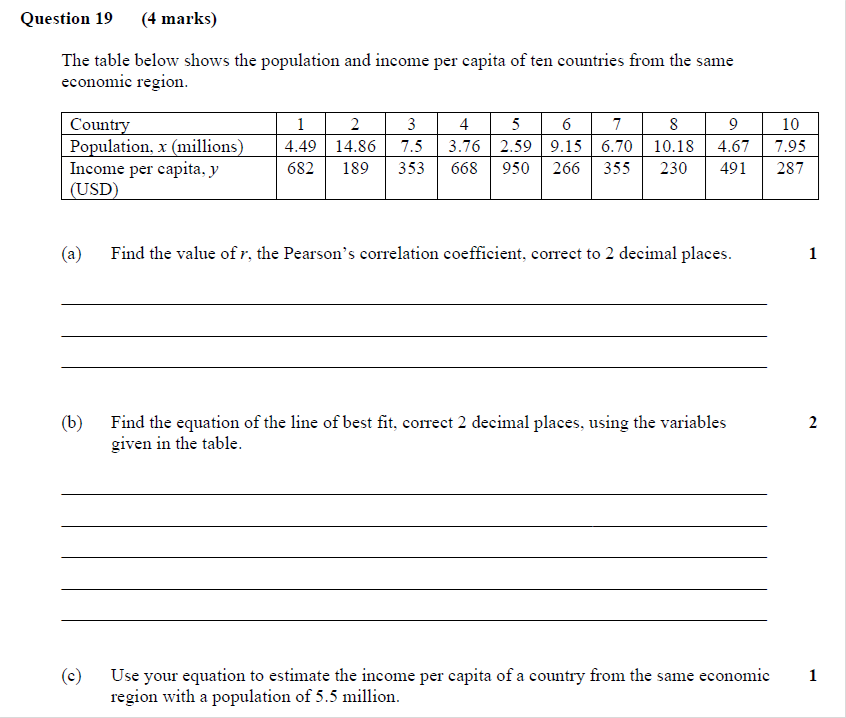 Question 19 (4 marks)
The table below shows the population and income per capita of ten countries from the same
economic region.
Country 1 2 3 4 5 6 7 8 9 10
Population, x (millions) 4.49 14.86 7.5 3.76 2.59 9.15 6.70 10.18 4.67 7.95
Income per capita, y 682 189 353 668 950 266 355 230 491 287
(USD)
(a) Find the value of r, the Pearson's correlation coefficient, correct to 2 decimal places. 1
(b) Find the equation of the line of best fit, correct 2 decimal places, using the variables 2
given in the table.
(c) Use your equation to estimate the income per capita of a country from the same economic 1
region with a population of 5.5 million.